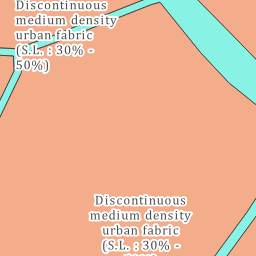 Discontinuous
medium density
urban fabric
(S.L. : 30% -
50%)
Discontinuous
medium density
urban fabric
(S.L. : 30% -